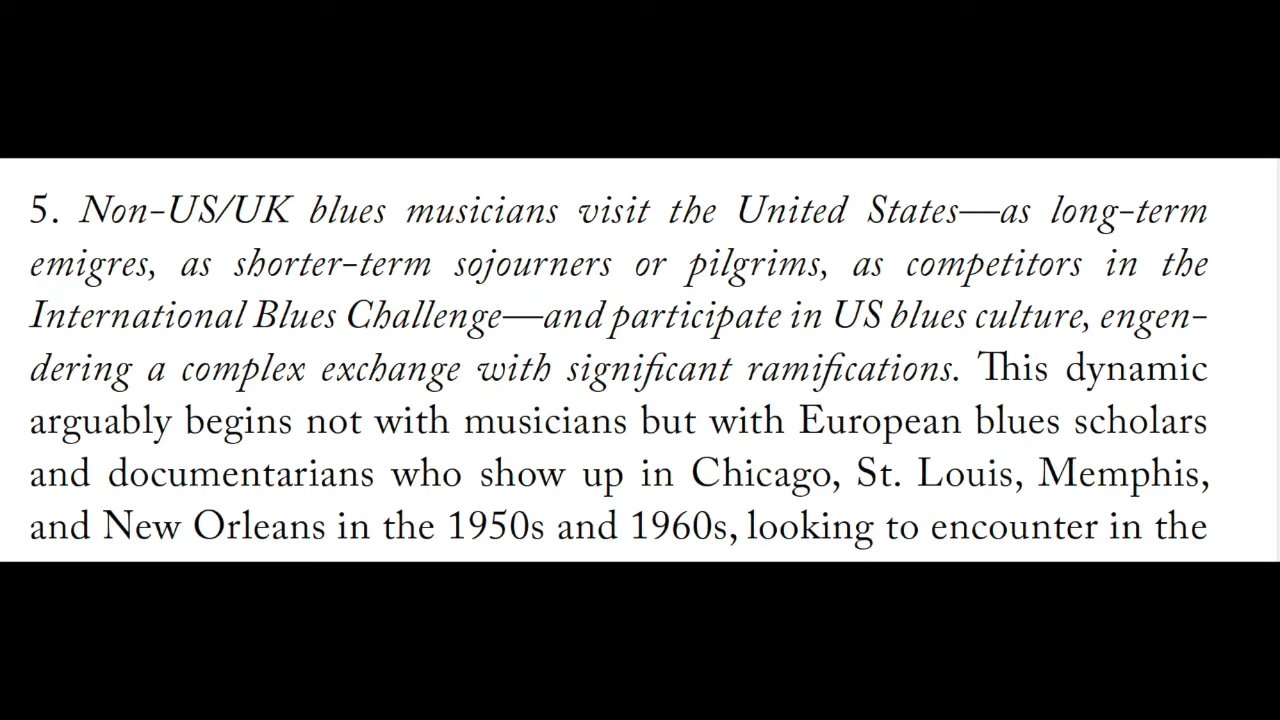 5. Non-US/UK blues musicians visit the United States—as long-term
emigres, as shorter-term sojourners or pilgrims, as competitors in the
International Blues Challenge—and participate in US blues culture, engen-
dering a complex exchange with significant ramifications. This dynamic
arguably begins not with musicians but with European blues scholars
and documentarians who show up in Chicago, St. Louis, Memphis,
and New Orleans in the 1950s and 1960s, looking to encounter in the